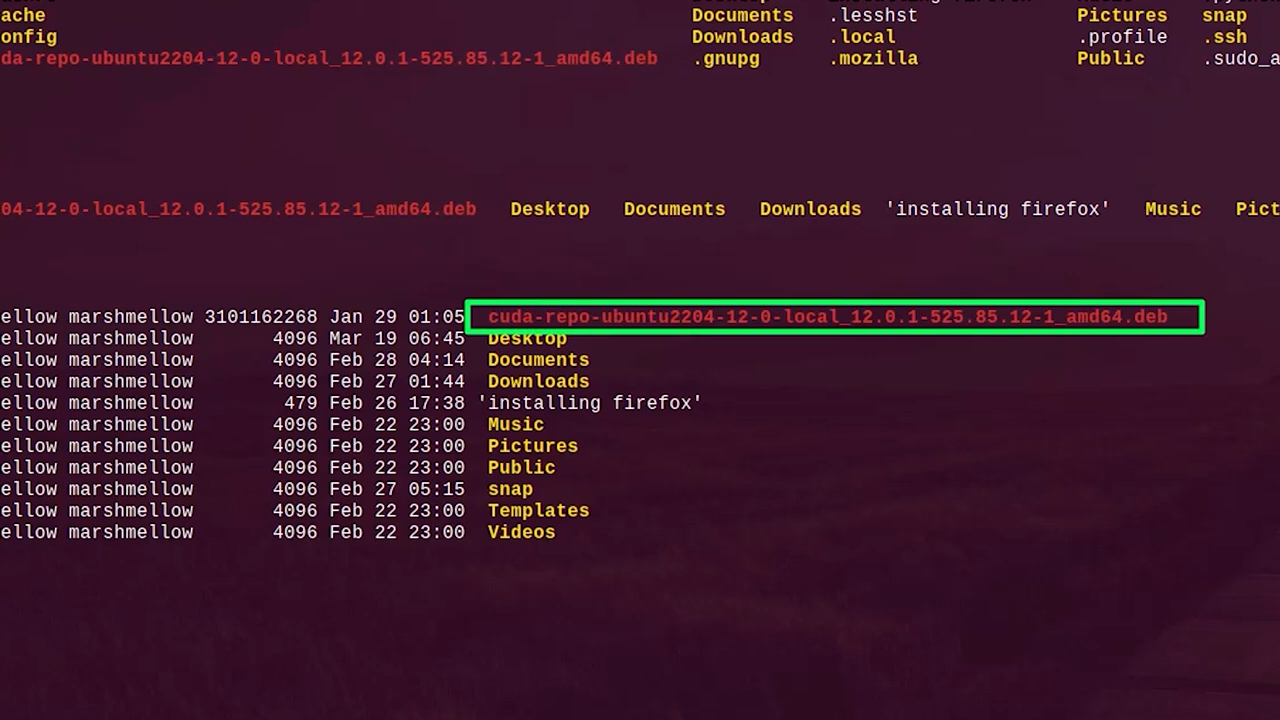 ache Documents .lesshst Pictures snap
onfig Downloads .local .profile .ssh
da-repo-ubuntu2204-12-0-local_12.0.1-525.85.12-1_amd64.deb .gnupg .mozilla Public .sudo_a
04-12-0-local_12.0.1-525.85.12-1_amd64.deb Desktop Documents Downloads 'installing firefox' Music Pict
ellow marshmellow 3101162268 Jan 29 01:05 cuda-repo-ubuntu2204-12-0-local_12.0.1-525.85.12-1_amd64.deb
ellow marshmellow 4096 Mar 19 06:45 Desktop
ellow marshmellow 4096 Feb 28 04:14 Documents
ellow marshmellow 4096 Feb 27 01:44 Downloads
ellow marshmellow 479 Feb 26 17:38 'installing firefox'
ellow marshmellow 4096 Feb 22 23:00 Music
ellow marshmellow 4096 Feb 22 23:00 Pictures
ellow marshmellow 4096 Feb 22 23:00 Public
ellow marshmellow 4096 Feb 27 05:15 snap
ellow marshmellow 4096 Feb 22 23:00 Templates
ellow marshmellow 4096 Feb 22 23:00 Videos